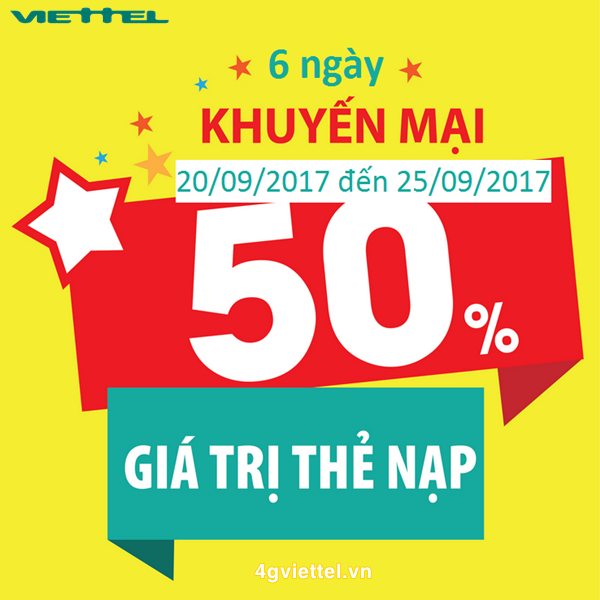 VIETTEL
6 ngày
KHUYẾN MẠI
20/09/2017 đến 25/09/2017
50%
GIÁ TRỊ THẺ NẠP
4gviettel.vn